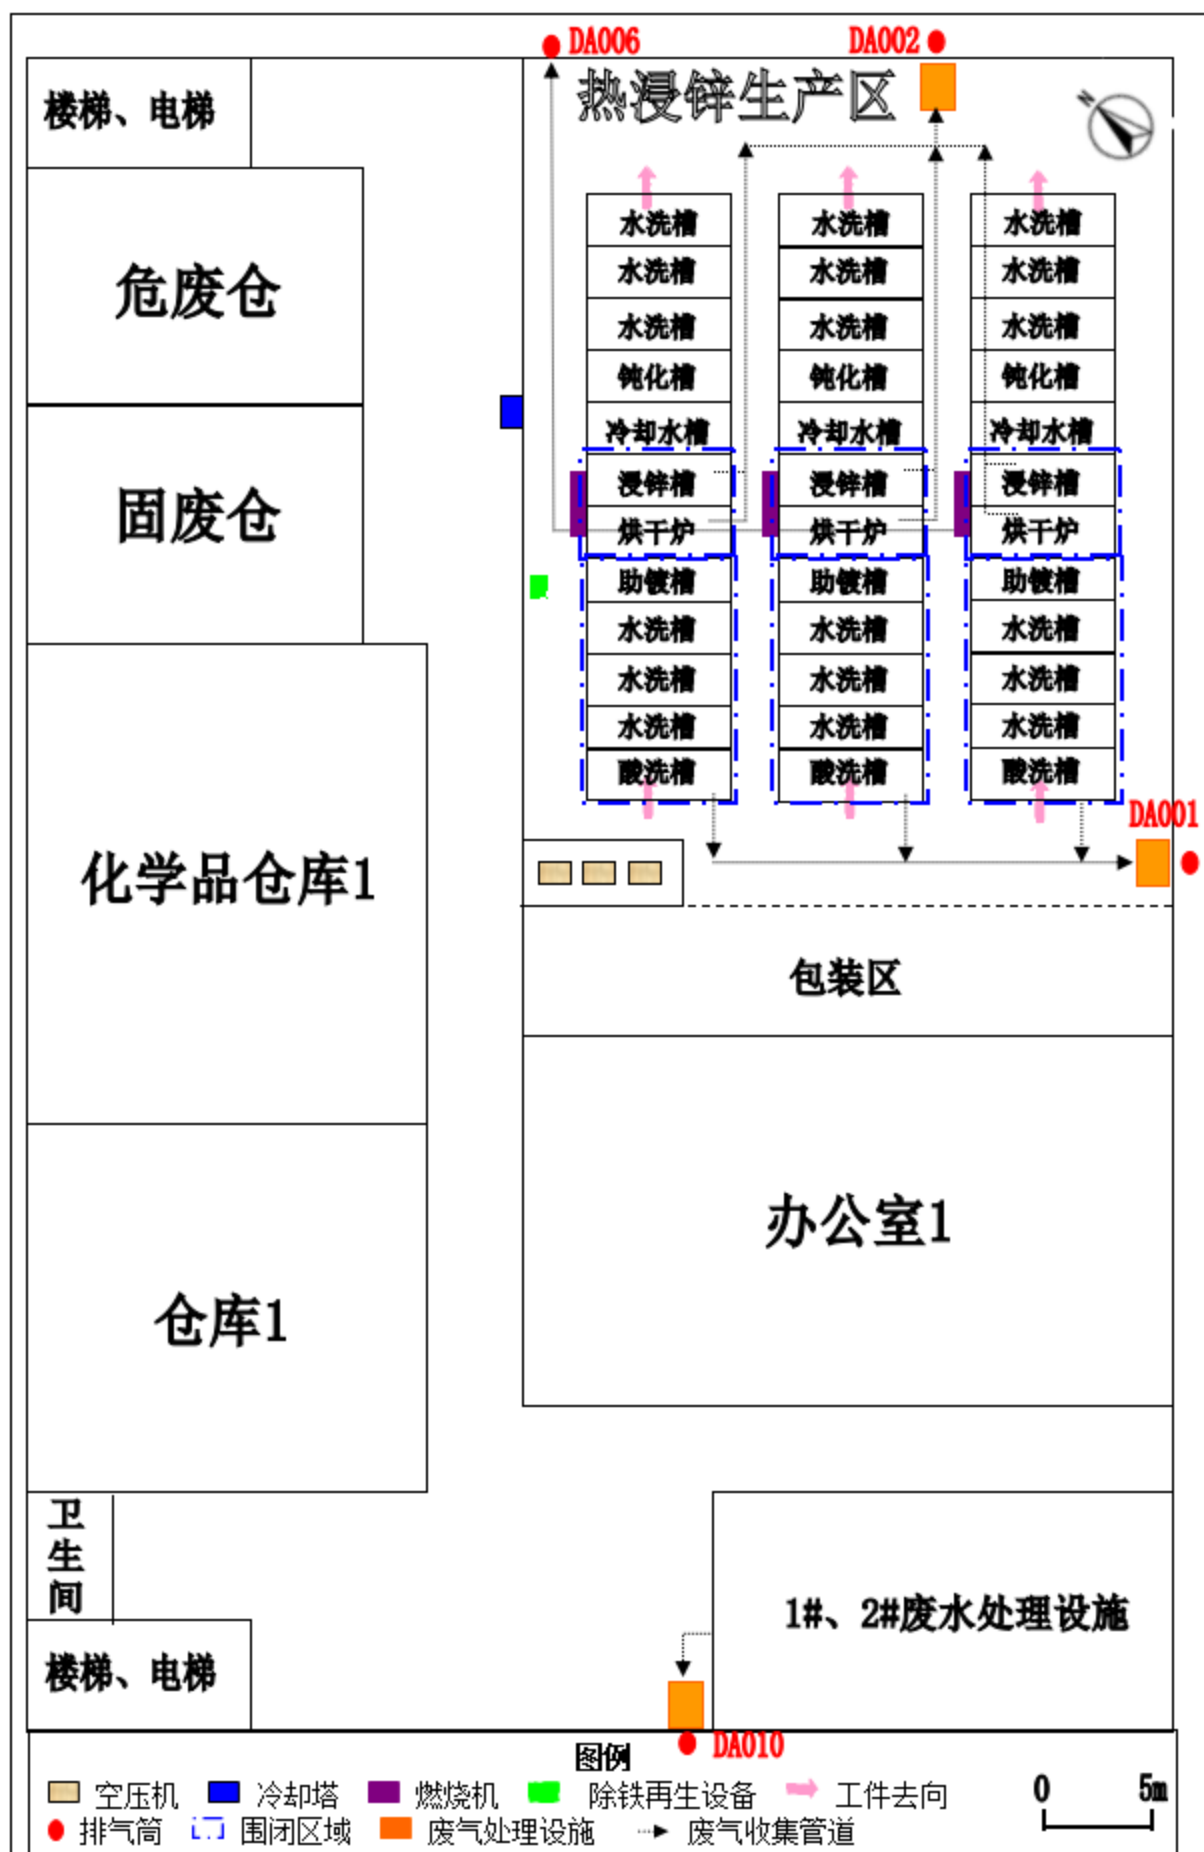 DA006
DA002
热浸锌生产区
N
楼梯、电梯
危废仓
固废仓
化学品仓库1
仓库1
卫生间
楼梯、电梯
水洗槽
水洗槽
水洗槽
钝化槽
冷却水槽
浸锌槽
烘干炉
助镀槽
水洗槽
水洗槽
水洗槽
酸洗槽
水洗槽
水洗槽
水洗槽
钝化槽
冷却水槽
浸锌槽
烘干炉
助镀槽
水洗槽
水洗槽
水洗槽
酸洗槽
水洗槽
水洗槽
水洗槽
钝化槽
冷却水槽
浸锌槽
烘干炉
助镀槽
水洗槽
水洗槽
水洗槽
酸洗槽
DA001
包装区
办公室1
1#、2#废水处理设施
DA010
图例
空压机 冷却塔 燃烧机 除铁再生设备 工件去向
排气筒 围闭区域 废气处理设施 废气收集管道
0 5m